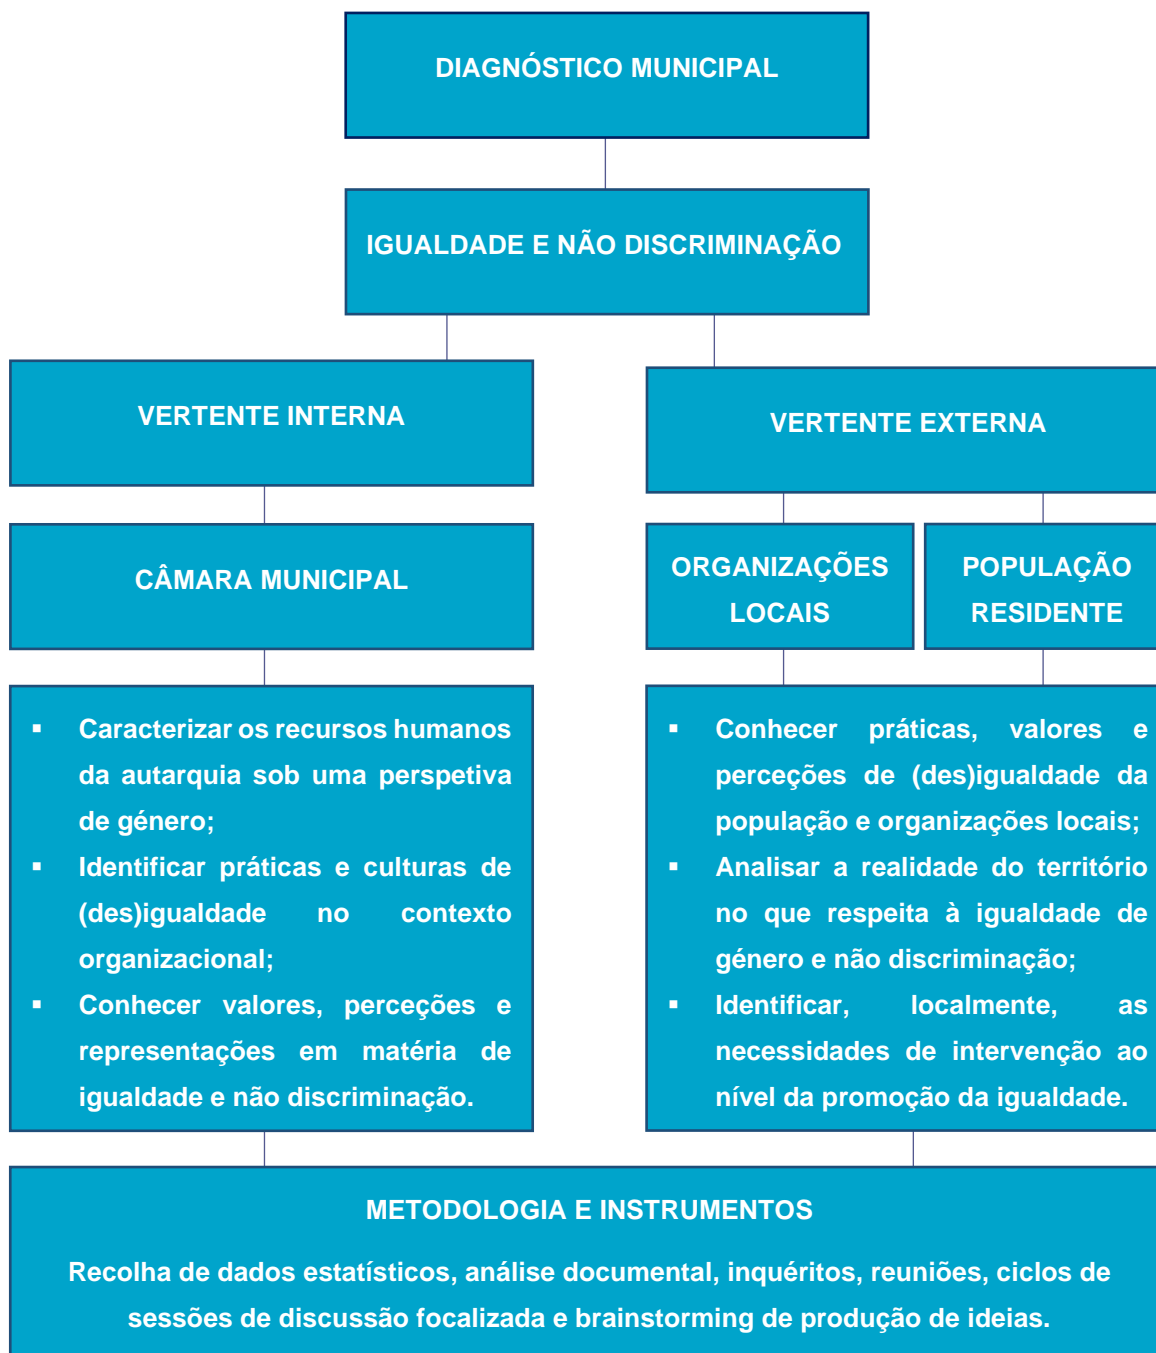 DIAGNÓSTICO MUNICIPAL
IGUALDADE E NÃO DISCRIMINAÇÃO
VERTENTE INTERNA
CÂMARA MUNICIPAL
▪ Caracterizar os recursos humanos
da autarquia sob uma perspetiva
de género;
▪ Identificar práticas e culturas de
(des)igualdade no contexto
organizacional;
▪ Conhecer valores, perceções e
representações em matéria de
igualdade e não discriminação.
VERTENTE EXTERNA
ORGANIZAÇÕES
LOCAIS
POPULAÇÃO
RESIDENTE
▪ Conhecer práticas, valores e
perceções de (des)igualdade da
população e organizações locais;
▪ Analisar a realidade do território
no que respeita à igualdade de
género e não discriminação;
▪ Identificar, localmente, as
necessidades de intervenção ao
nível da promoção da igualdade.
METODOLOGIA E INSTRUMENTOS
Recolha de dados estatísticos, análise documental, inquéritos, reuniões, ciclos de
sessões de discussão focalizada e brainstorming de produção de ideias.